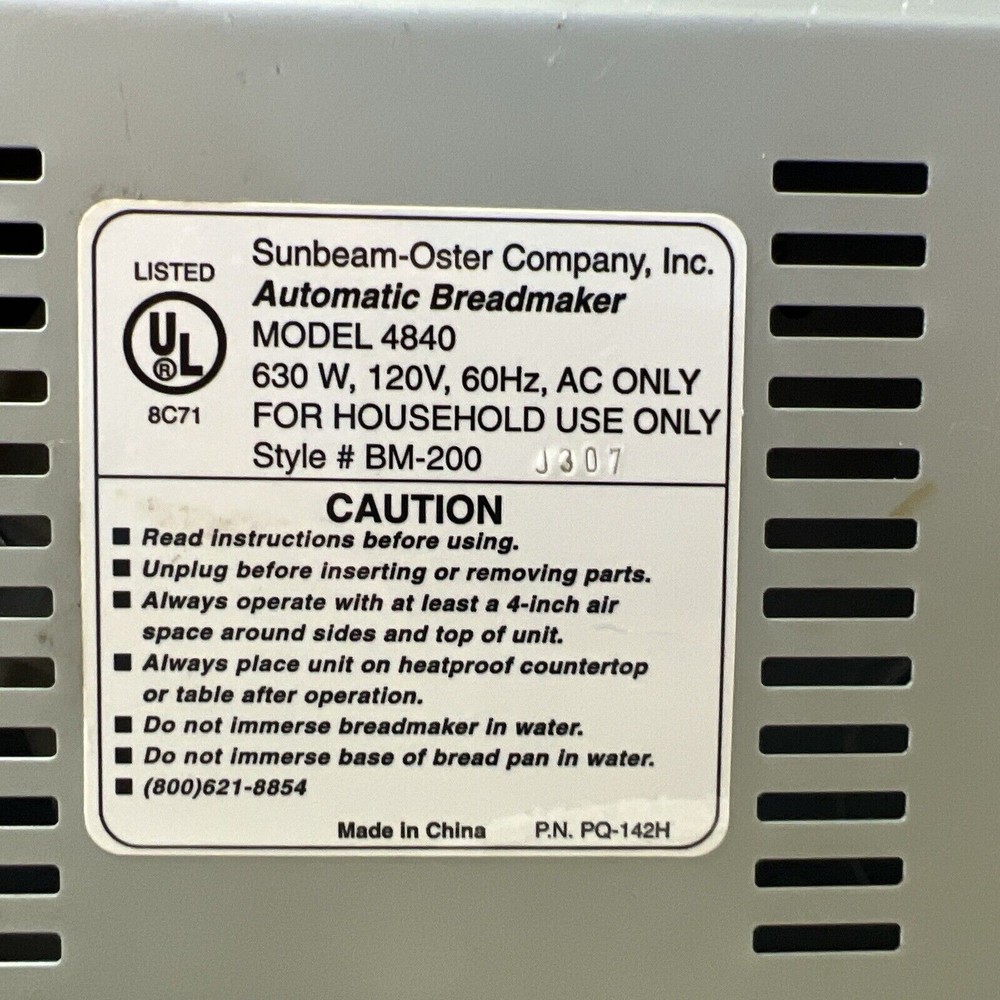 LISTED
UL
®
8C71
Sunbeam-Oster Company, Inc.
Automatic Breadmaker
MODEL 4840
630 W, 120V, 60Hz, AC ONLY
FOR HOUSEHOLD USE ONLY
Style # BM-200 J307
CAUTION
■ Read instructions before using.
■ Unplug before inserting or removing parts.
■ Always operate with at least a 4-inch air
space around sides and top of unit.
■ Always place unit on heatproof countertop
or table after operation.
■ Do not immerse breadmaker in water.
■ Do not immerse base of bread pan in water.
■ (800)621-8854
Made in China P.N. PQ-142H